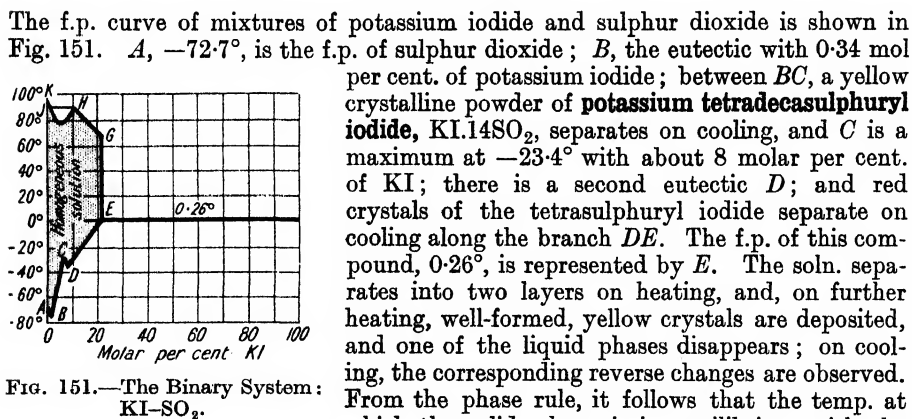 The f.p. curve of mixtures of potassium iodide and sulphur dioxide is shown in
Fig. 151. A, —72·7°, is the f.p. of sulphur dioxide; B, the eutectic with 0·34 mol
per cent. of potassium iodide; between BC, a yellow
crystalline powder of potassium tetradecasulphuryl
iodide, KI.14SO₂, separates on cooling, and C is a
maximum at —23·4° with about 8 molar per cent.
of KI; there is a second eutectic D; and red
crystals of the tetrasulphuryl iodide separate on
cooling along the branch DE. The f.p. of this com-
pound, 0·26°, is represented by E. The soln. sepa-
rates into two layers on heating, and, on further
heating, well-formed, yellow crystals are deposited,
and one of the liquid phases disappears; on cool-
ing, the corresponding reverse changes are observed.
From the phase rule, it follows that the temp. at
100° K
H
80°
G
60°
40°
20°
0°
E
0·26°
-20°
C
-40°
D
-60°
A
B
-80°
Homogeneous
solution
0 20 40 60 80 100
Molar per cent KI
FIG. 151.—The Binary System:
KI–SO₂.